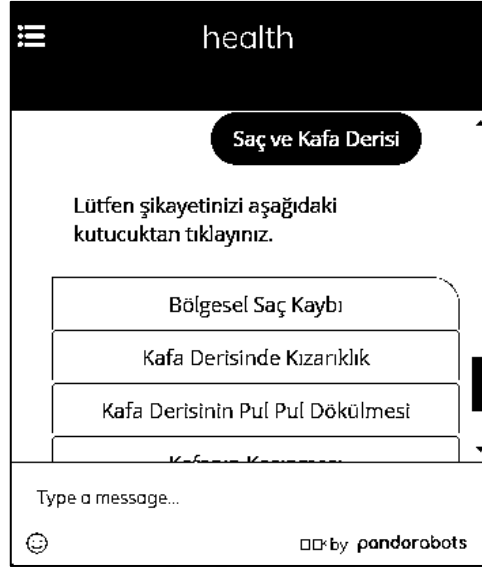 health
Saç ve Kafa Derisi
Lütfen şikayetinizi aşağıdaki
kutucuktan tıklayınız.
Bölgesel Saç Kaybı
Kafa Derisinde Kızarıklık
Kafa Derisinin Pul Pul Dökülmesi
Type a message...
by pandorabots